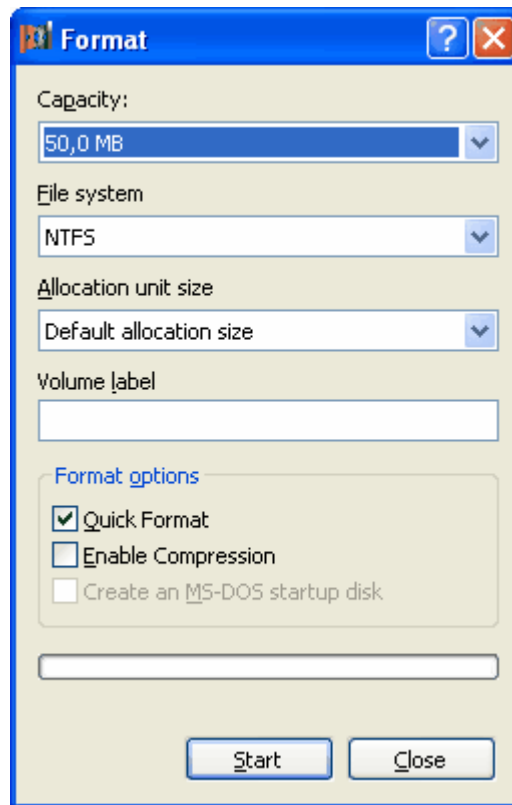 Format
Capacity:
50,0 MB
File system
NTFS
Allocation unit size
Default allocation size
Volume label
Format options
Quick Format
Enable Compression
Create an MS-DOS startup disk
Start
Close